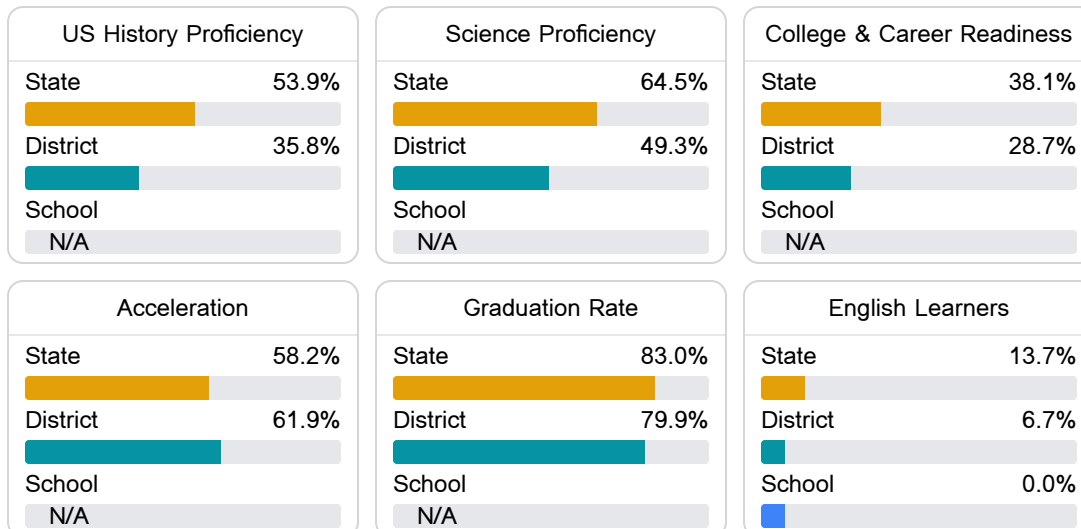 US History Proficiency
State 53.9%
District 35.8%
School
N/A
Science Proficiency
State 64.5%
District 49.3%
School
N/A
College & Career Readiness
State 38.1%
District 28.7%
School
N/A
Acceleration
State 58.2%
District 61.9%
School
N/A
Graduation Rate
State 83.0%
District 79.9%
School
N/A
English Learners
State 13.7%
District 6.7%
School 0.0%